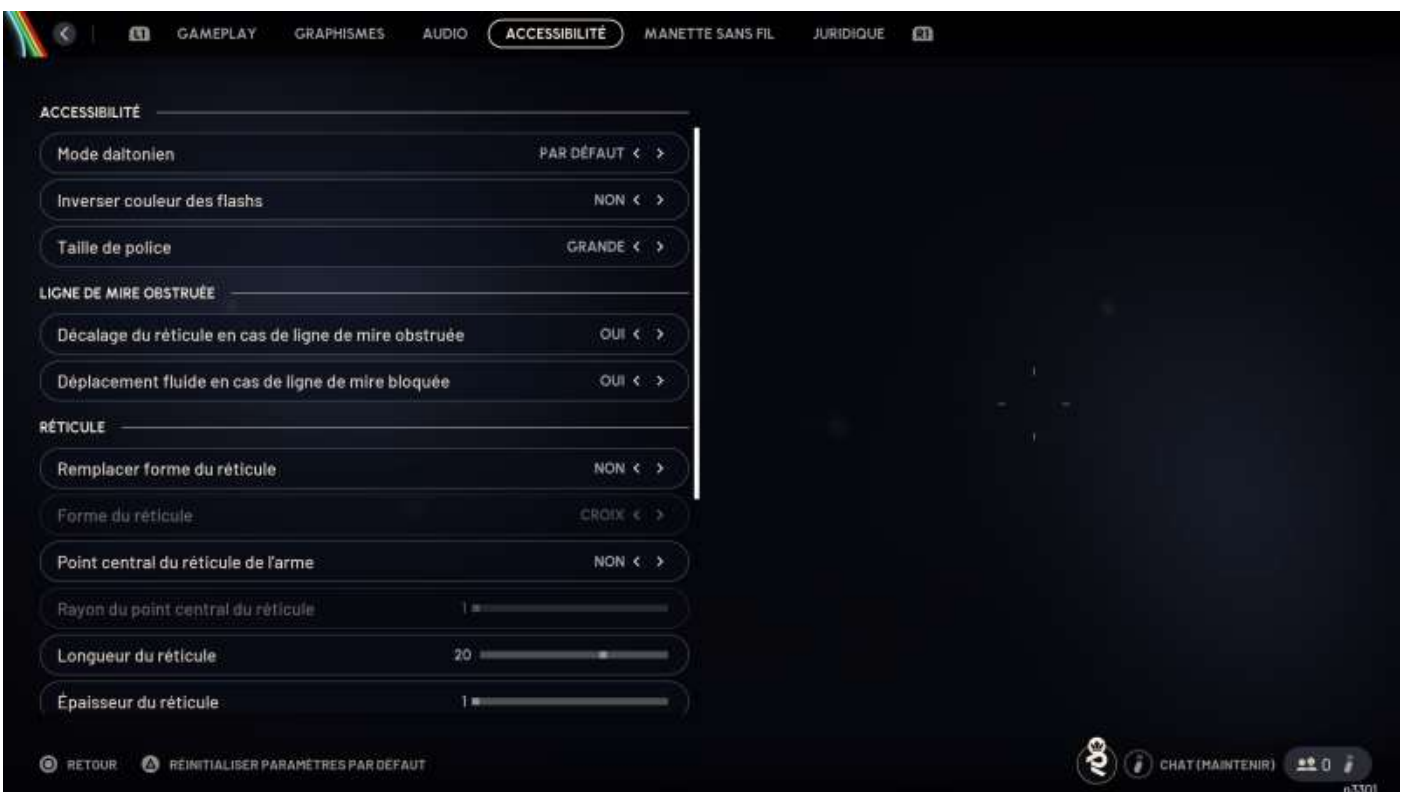 L1 GAMEPLAY GRAPHISMES AUDIO ACCESSIBILITÉ MANETTE SANS FIL JURIDIQUE R1
ACCESSIBILITÉ
Mode daltonien PAR DÉFAUT
Inverser couleur des flashs NON
Taille de police GRANDE
LIGNE DE MIRE OBSTRUÉE
Décalage du réticule en cas de ligne de mire obstruée OUI
Déplacement fluide en cas de ligne de mire bloquée OUI
RÉTICULE
Remplacer forme du réticule NON
Forme du réticule CROIX
Point central du réticule de l'arme NON
Rayon du point central du réticule 1
Longueur du réticule 20
Épaisseur du réticule 1
RETOUR RÉINITIALISER PARAMÈTRES PAR DÉFAUT CHAT (MAINTENIR) 0